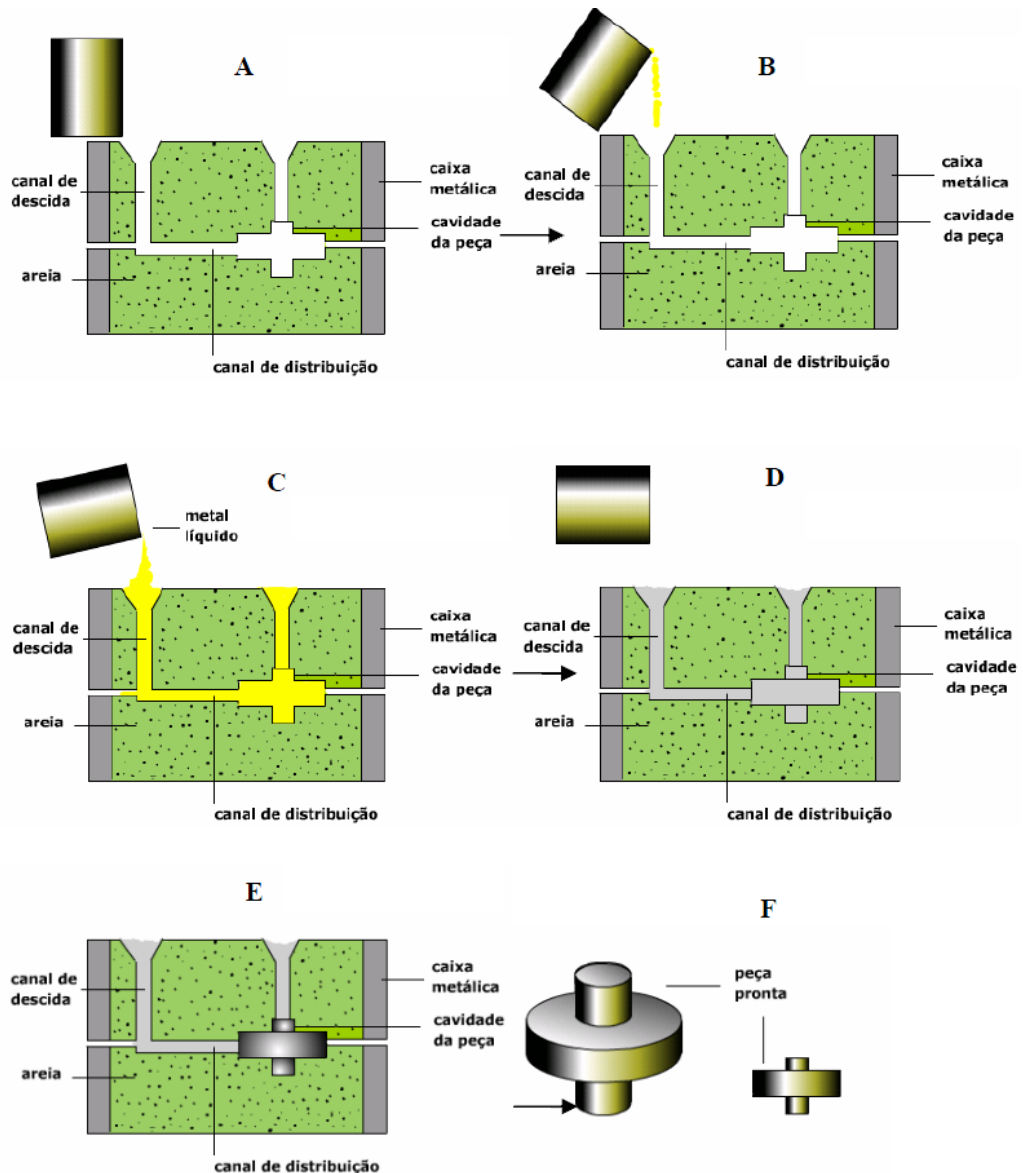 A
canal de
descida
areia
caixa
metálica
cavidade
da peça
canal de distribuição
B
canal de
descida
areia
caixa
metálica
cavidade
da peça
canal de distribuição
C
metal
líquido
canal de
descida
areia
caixa
metálica
cavidade
da peça
canal de distribuição
D
canal de
descida
areia
caixa
metálica
cavidade
da peça
canal de distribuição
E
canal de
descida
areia
caixa
metálica
cavidade
da peça
canal de distribuição
F
peça
pronta